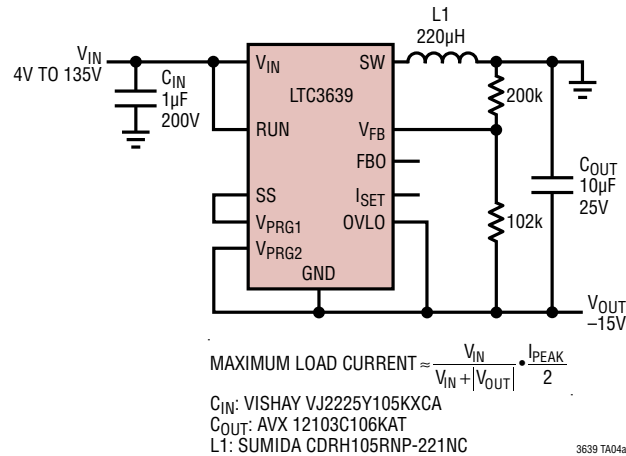 L1
220µH
VIN
4V TO 135V
CIN
1µF
200V
VIN
SW
LTC3639
200k
RUN
VFB
FBO
SS
ISET
VPRG1
OVLO
VPRG2
GND
102k
COUT
10µF
25V
VOUT
–15V
MAXIMUM LOAD CURRENT ≈ VIN / VIN + |VOUT| • IPEAK / 2
CIN: VISHAY VJ2225Y105KXCA
COUT: AVX 12103C106KAT
L1: SUMIDA CDRH105RNP-221NC
3639 TA04a